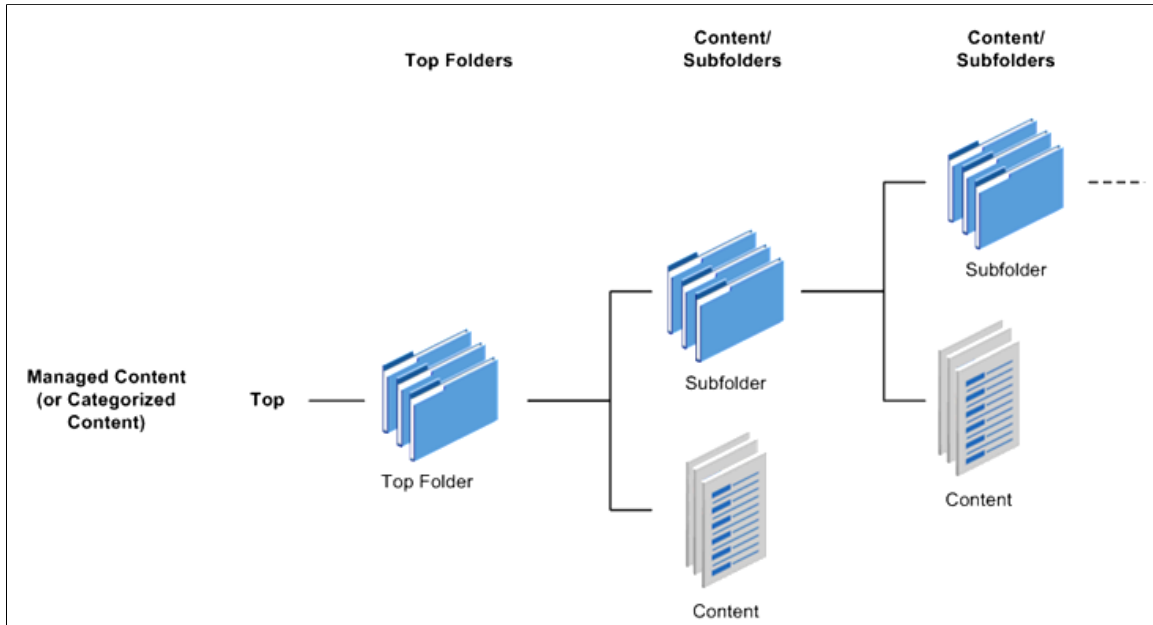 Top Folders
Content/
Subfolders
Content/
Subfolders
Subfolder
Subfolder
Managed Content
(or Categorized
Content)
Top
Top Folder
Content
Content